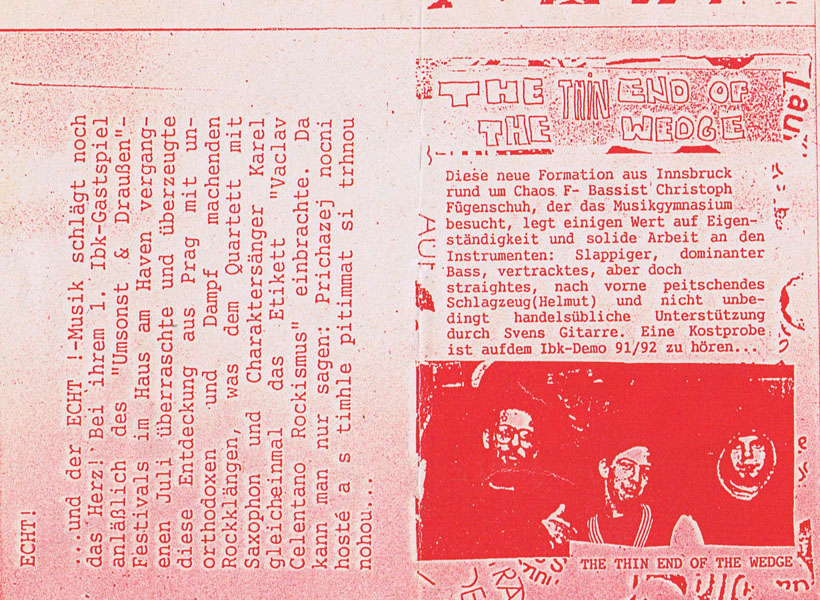 ECHT!
...und der ECHT !-Musik schlägt noch
das Herz! Bei ihrem 1. Ibk-Gastspiel
anläßlich des "Umsonst & Draußen"-
Festivals im Haus am Haven vergang-
enen Juli überraschte und überzeugte
diese Entdeckung aus Prag mit un-
orthodoxen und Dampf machenden
Rockklängen, was dem Quartett mit
Saxophon und Charaktersänger Karel
gleicheinmal das Etikett "Vaclav
Celentano Rockismus" einbrachte. Da
kann man nur sagen: Prichazej nocni
hosté a s timhle pitimmat si trhnou
nohou...
THE THIN END OF
THE WEDGE
Diese neue Formation aus Innsbruck
rund um Chaos F- Bassist Christoph
Fügenschuh, der das Musikgymnasium
besucht, legt einigen Wert auf Eigen-
ständigkeit und solide Arbeit an den
Instrumenten: Slappiger, dominanter
Bass, vertracktes, aber doch
straightes, nach vorne peitschendes
Schlagzeug(Helmut) und nicht unbe-
dingt handelsübliche Unterstützung
durch Svens Gitarre. Eine Kostprobe
ist aufdem Ibk-Demo 91/92 zu hören...
THE THIN END OF THE WEDGE